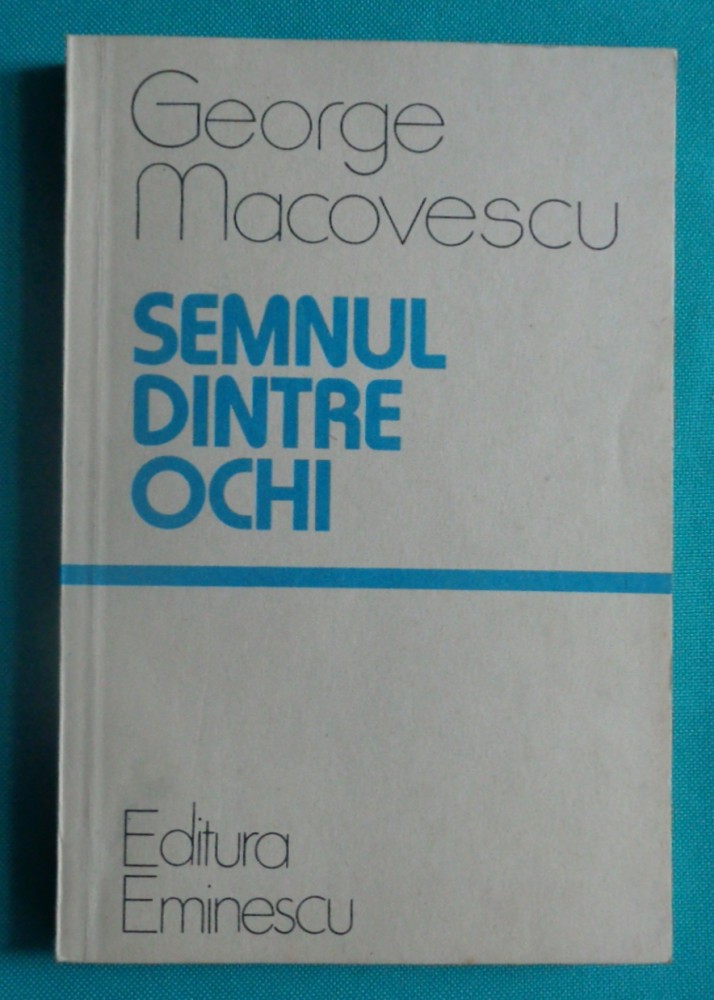 George
Macovescu
SEMNUL
DINTRE
OCHI
Editura
Eminescu